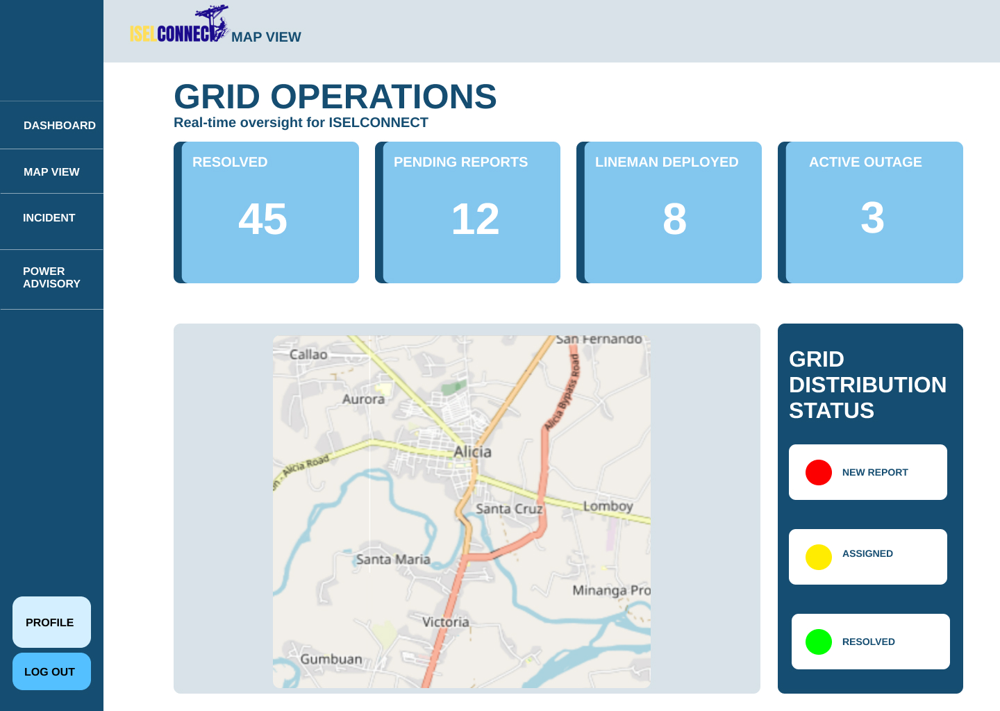 ISELCONNECT MAP VIEW
GRID OPERATIONS
Real-time oversight for ISELCONNECT
DASHBOARD
MAP VIEW
INCIDENT
POWER
ADVISORY
PROFILE
LOG OUT
RESOLVED
45
PENDING REPORTS
12
LINEMAN DEPLOYED
8
ACTIVE OUTAGE
3
San Fernando
Callao
Alicia Bypass Road
Aurora
Alicia
on - Alicia Road
Santa Cruz
Lomboy
Santa Maria
Minanga Pro
Victoria
Gumbuan
GRID
DISTRIBUTION
STATUS
NEW REPORT
ASSIGNED
RESOLVED